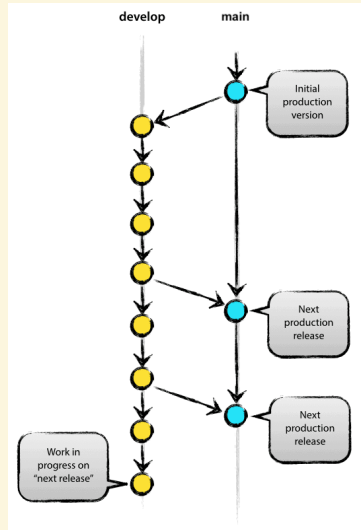 develop
main
Initial
production
version
Next
production
release
Next
production
release
Work in
progress on
“next release”